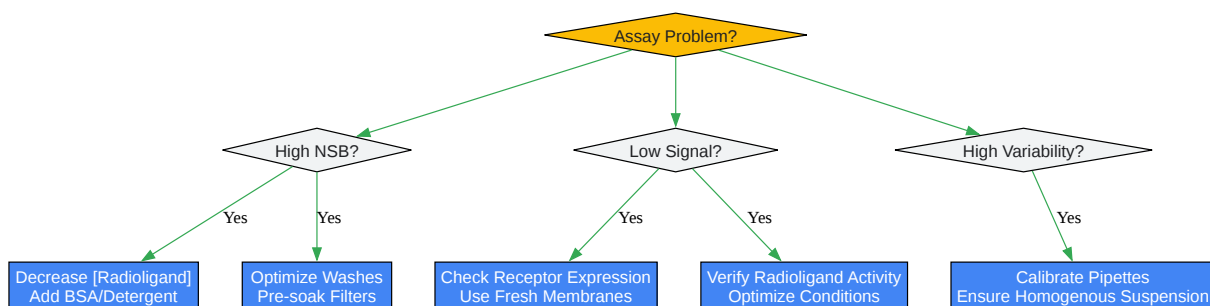 Assay Problem?
High NSB?
Low Signal?
High Variability?
Yes
Yes
Yes
Yes
Yes
Decrease [Radioligand]
Add BSA/Detergent
Optimize Washes
Pre-soak Filters
Check Receptor Expression
Use Fresh Membranes
Verify Radioligand Activity
Optimize Conditions
Calibrate Pipettes
Ensure Homogenous Suspension